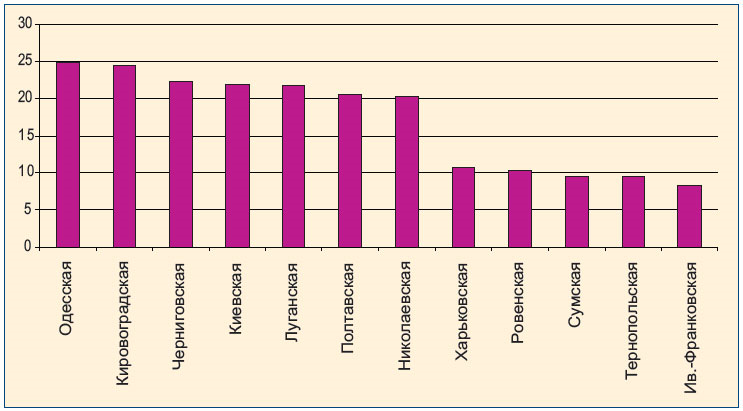 30
25
20
15
10
5
0
Одесская
Кировоградская
Черниговская
Киевская
Луганская
Полтавская
Николаевская
Харьковская
Ровенская
Сумская
Тернопольская
Ив.-Франковская